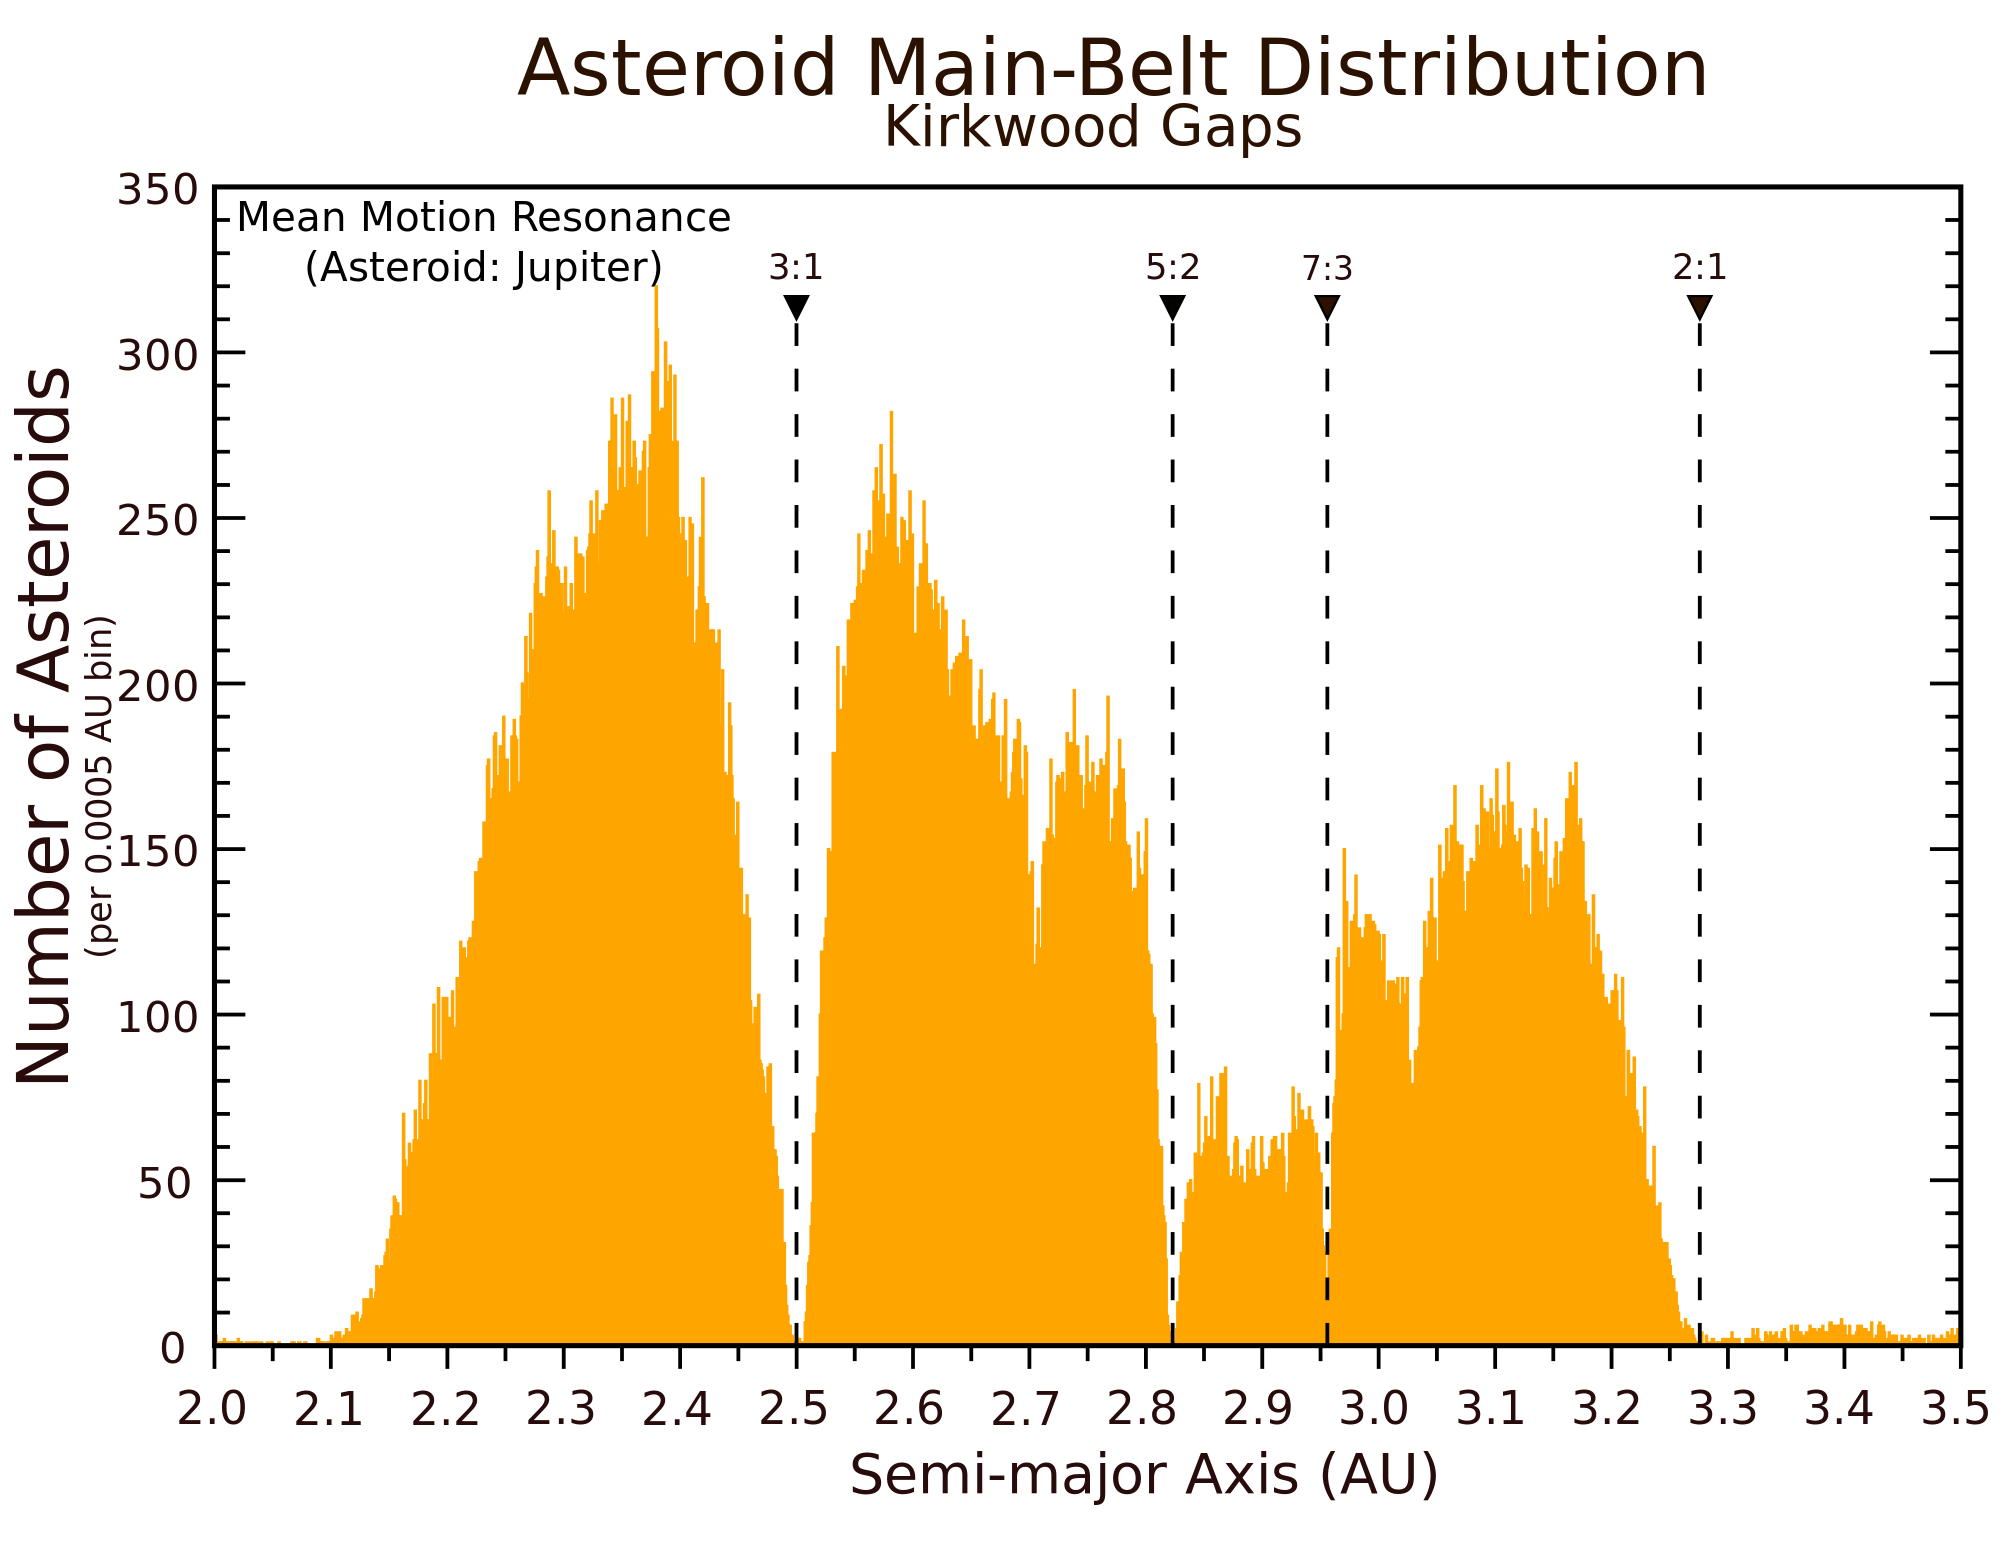 Asteroid Main-Belt Distribution
Kirkwood Gaps
Mean Motion Resonance
(Asteroid: Jupiter)
3:1
5:2
7:3
2:1
Number of Asteroids
(per 0.0005 AU bin)
350
300
250
200
150
100
50
0
2.0 2.1 2.2 2.3 2.4 2.5 2.6 2.7 2.8 2.9 3.0 3.1 3.2 3.3 3.4 3.5
Semi-major Axis (AU)